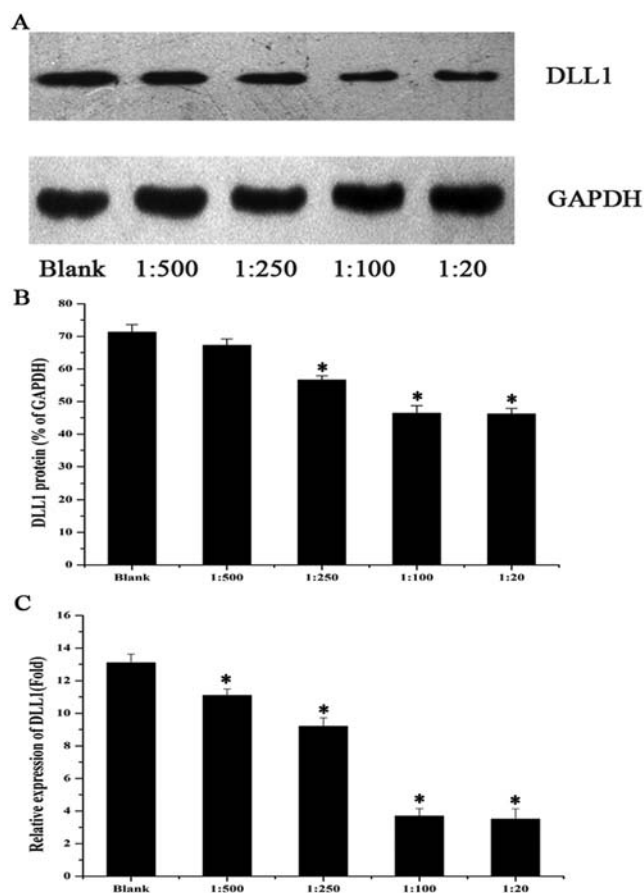 A
DLL1
GAPDH
Blank 1:500 1:250 1:100 1:20
B
DLL1 protein (% of GAPDH)
80
70
60
50
40
30
20
10
0
* * *
Blank 1:500 1:250 1:100 1:20
C
Relative expression of DLL1(Fold)
16
14
12
10
8
6
4
2
0
* * * *
Blank 1:500 1:250 1:100 1:20